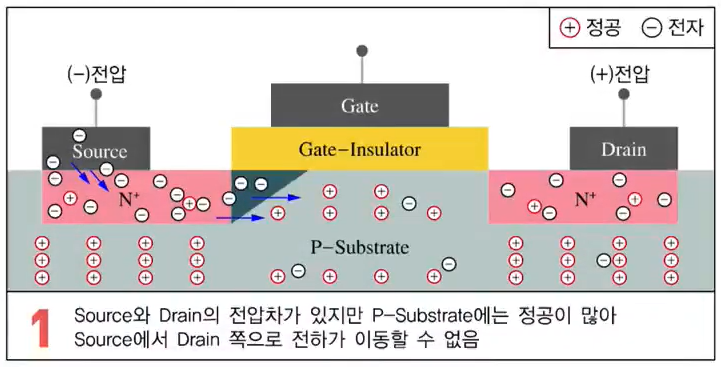 ⊕ 정공 ⊖ 전자
(−)전압
(+)전압
Gate
Source
Gate−Insulator
Drain
N⁺
N⁺
P−Substrate
1
Source와 Drain의 전압차가 있지만 P−Substrate에는 정공이 많아
Source에서 Drain 쪽으로 전하가 이동할 수 없음